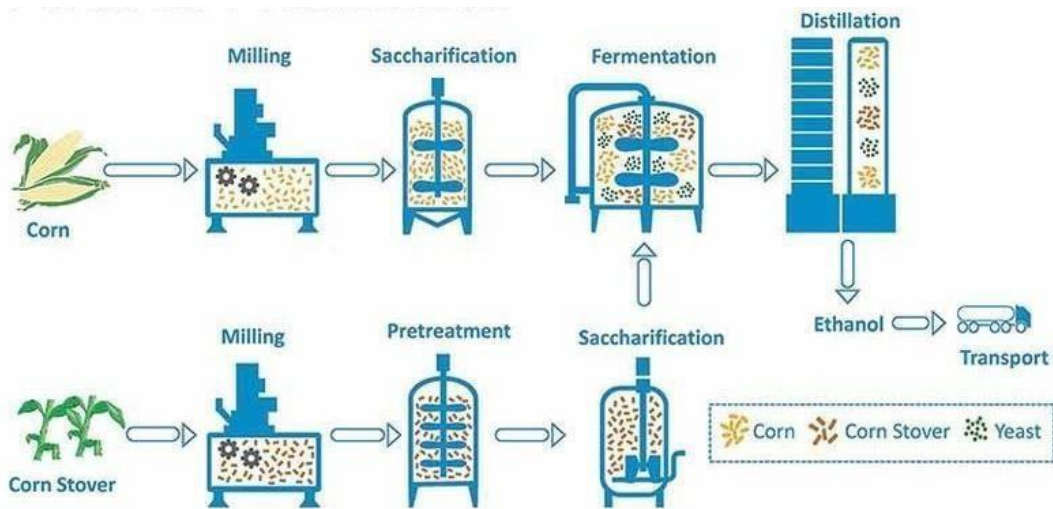 Distillation
Milling
Saccharification
Fermentation
Corn
Ethanol
Transport
Milling
Pretreatment
Saccharification
Corn Stover
Corn
Corn Stover
Yeast